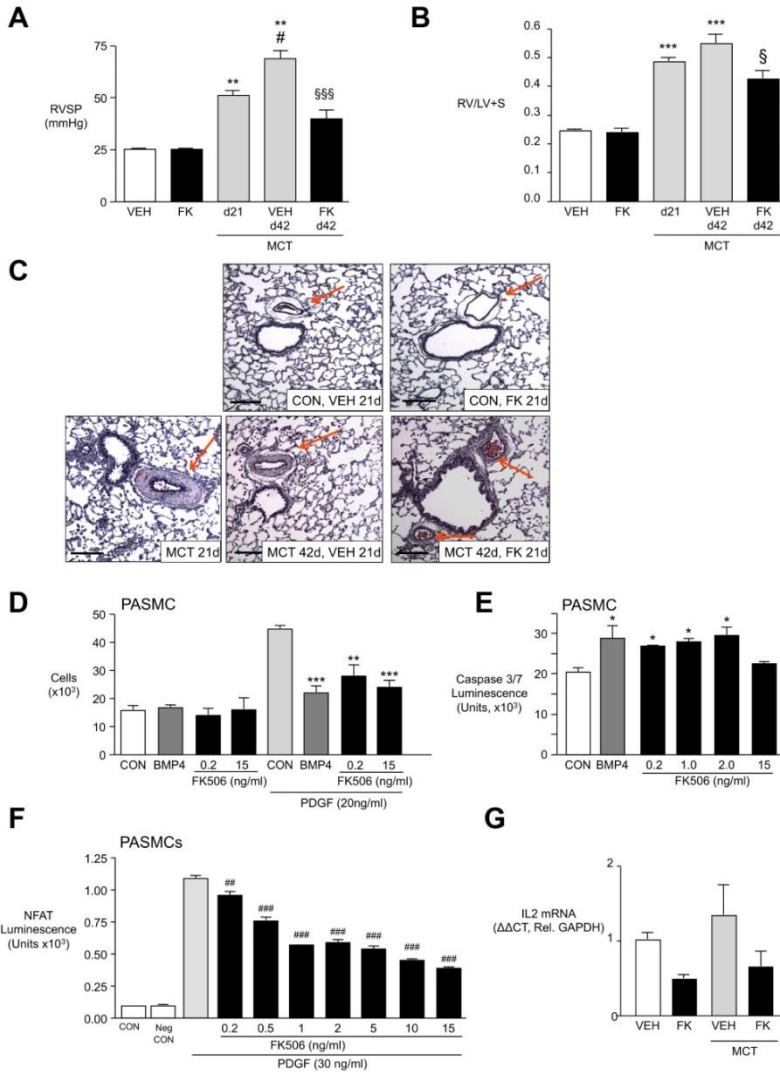 A
75
50
25
0
RVSP
(mmHg)
**
**
#
§§§
VEH
FK
d21
VEH
d42
FK
d42
MCT
B
0.6
0.5
0.4
0.3
0.2
0.1
0.0
RV/LV+S
***
***
§
VEH
FK
d21
VEH
d42
FK
d42
MCT
C
CON, VEH 21d
CON, FK 21d
MCT 21d
MCT 42d, VEH 21d
MCT 42d, FK 21d
D
PASMC
50
40
30
20
10
0
Cells
(x10³)
***
**
***
CON
BMP4
0.2
15
FK506 (ng/ml)
CON
BMP4
0.2
15
FK506 (ng/ml)
PDGF (20ng/ml)
E
PASMC
30
20
10
0
Caspase 3/7
Luminescence
(Units, x10³)
*
*
*
*
CON
BMP4
0.2
1.0
2.0
15
FK506 (ng/ml)
F
PASMCs
1.25
1.00
0.75
0.50
0.25
0.00
NFAT
Luminescence
(Units x10³)
##
###
###
###
###
###
###
CON
Neg
CON
0.2
0.5
1
2
5
10
15
FK506 (ng/ml)
PDGF (30 ng/ml)
G
2
1
0
IL2 mRNA
(ΔΔCT, Rel. GAPDH)
VEH
FK
VEH
FK
MCT